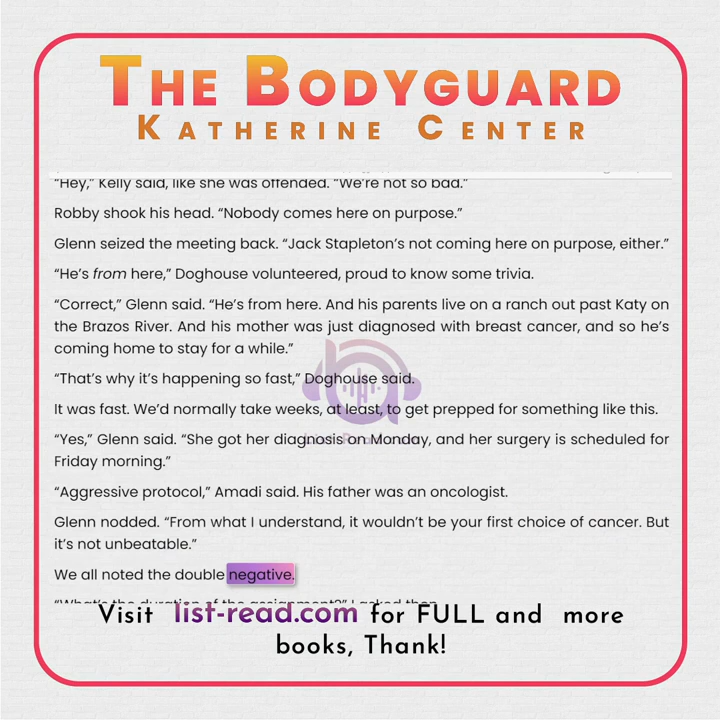 THE BODYGUARD
KATHERINE CENTER
“Hey,” Kelly said, like she was offended. “We’re not so bad.”
Robby shook his head. “Nobody comes here on purpose.”
Glenn seized the meeting back. “Jack Stapleton’s not coming here on purpose, either.”
“He’s from here,” Doghouse volunteered, proud to know some trivia.
“Correct,” Glenn said. “He’s from here. And his parents live on a ranch out past Katy on
the Brazos River. And his mother was just diagnosed with breast cancer, and so he’s
coming home to stay for a while.”
“That’s why it’s happening so fast,” Doghouse said.
It was fast. We’d normally take weeks, at least, to get prepped for something like this.
“Yes,” Glenn said. “She got her diagnosis on Monday, and her surgery is scheduled for
Friday morning.”
“Aggressive protocol,” Amadi said. His father was an oncologist.
Glenn nodded. “From what I understand, it wouldn’t be your first choice of cancer. But
it’s not unbeatable.”
We all noted the double negative.
“What’s the duration of the assignment?” I asked then.
Visit list-read.com for FULL and more
books, Thank!